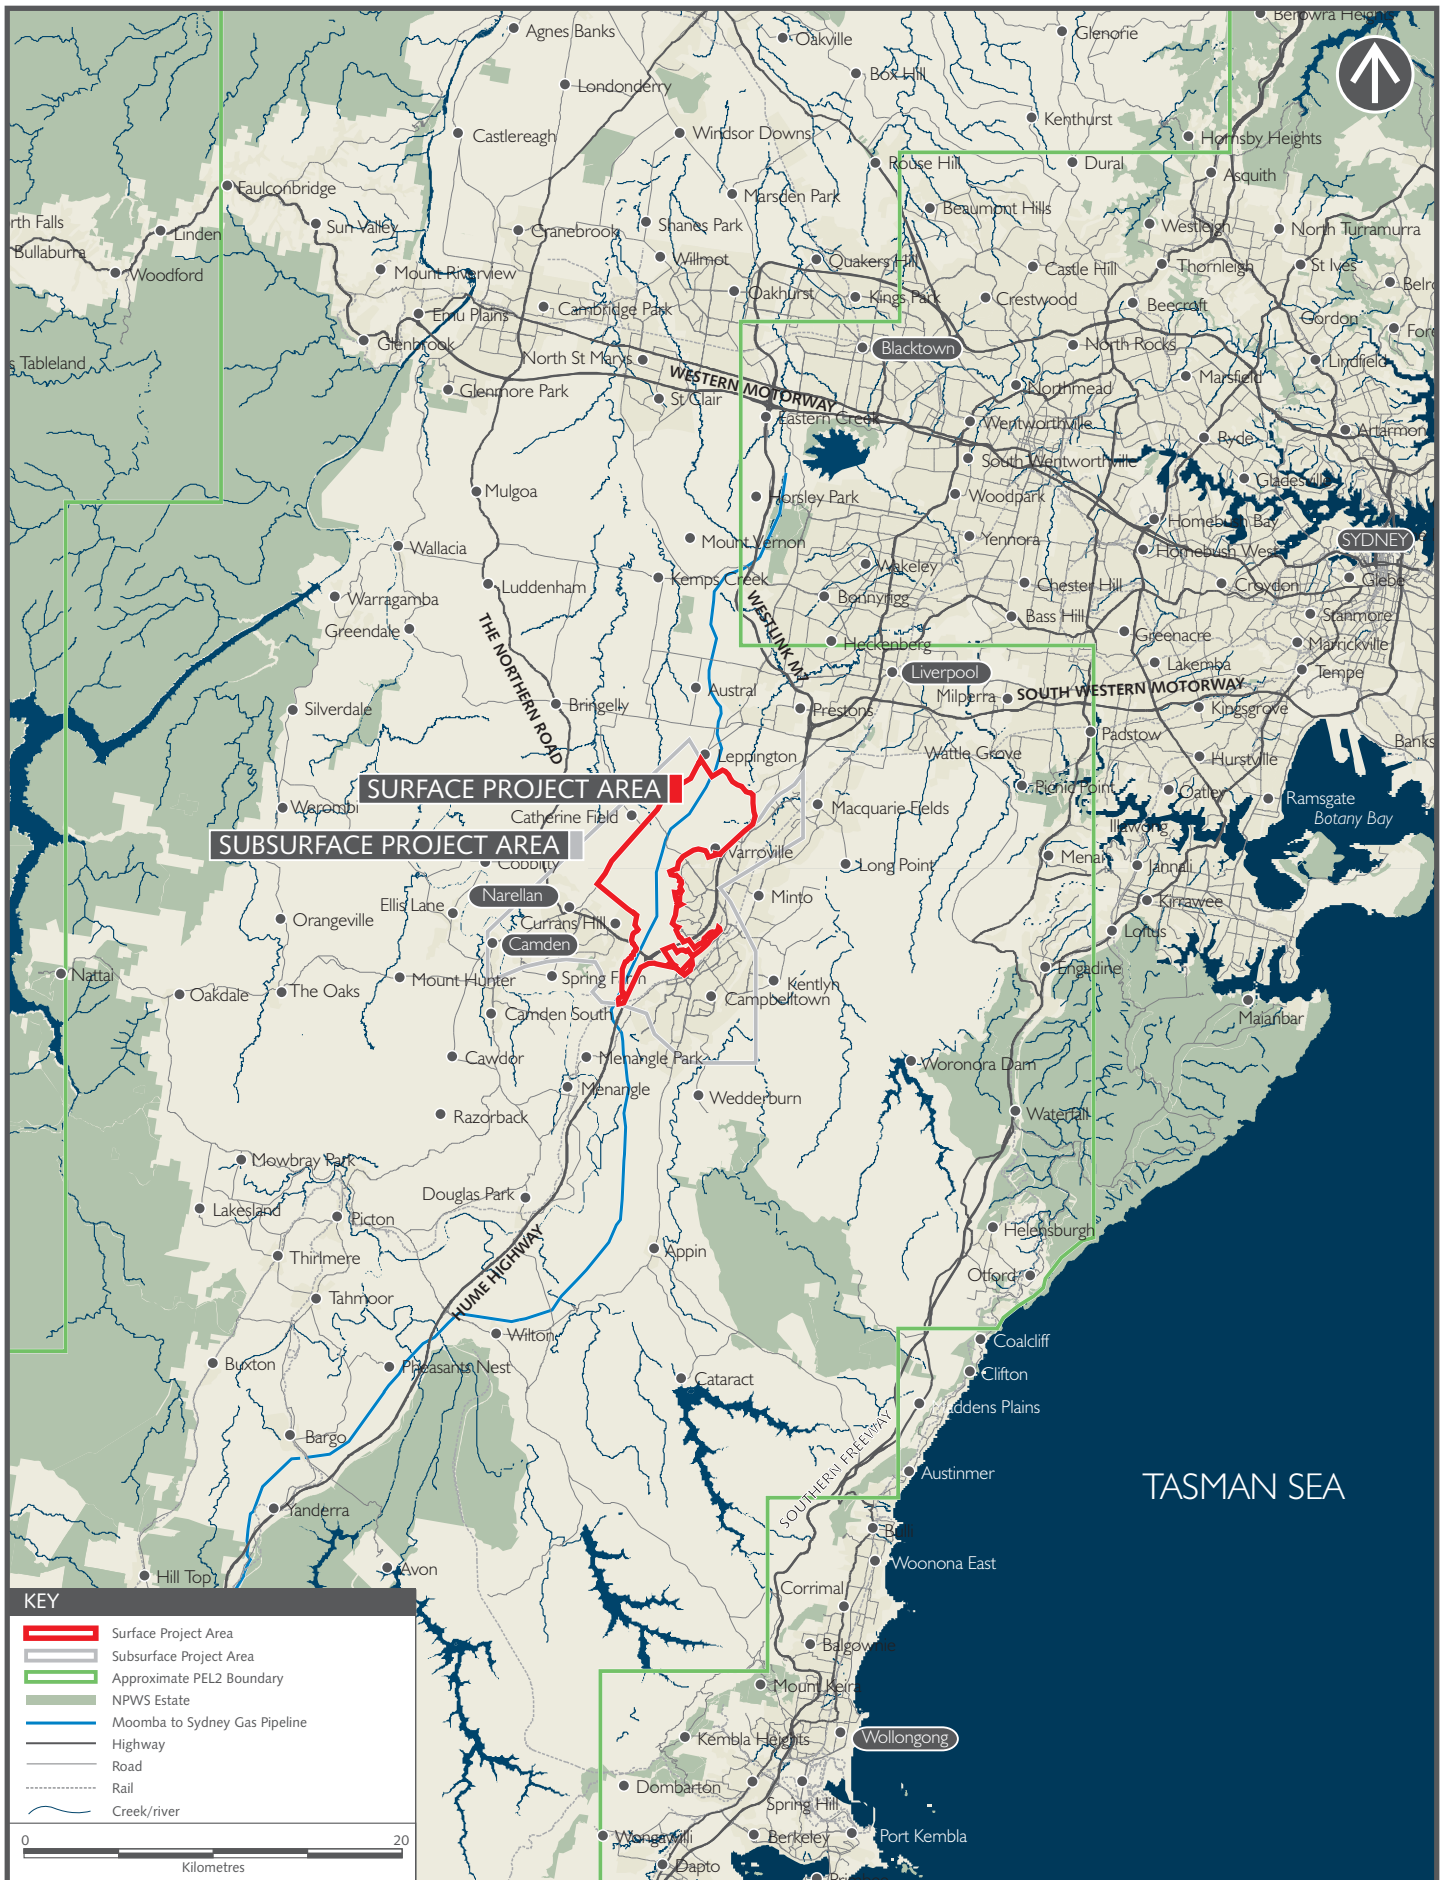 Berowra Heights
Agnes Banks
Oakville
Glenorie
Box Hill
Londonderry
Kenthurst
Castlereagh
Windsor Downs
Hornsby Heights
Rouse Hill
Dural
Asquith
Faulconbridge
Marsden Park
Beaumont Hills
rth Falls
Linden
Sun Valley
Cranebrook
Shanes Park
Westleigh
North Turramurra
Bullaburra
Woodford
Mount Riverview
Willmot
Quakers Hill
Castle Hill
Thornleigh
St Ives
Belro
Oakhurst
Kings Park
Crestwood
Beecroft
Cambridge Park
Emu Plains
Gordon
Fore
Glenbrook
North St Marys
Blacktown
North Rocks
s Tableland
Lindfield
WESTERN MOTORWAY
Marsfield
Glenmore Park
St Clair
Northmead
Eastern Creek
Wentworthville
Ryde
Artarmon
South Wentworthville
Gladesville
Mulgoa
Horsley Park
Woodpark
Homebush Bay
Wallacia
Mount Vernon
Yennora
Homebush West
SYDNEY
Kemps Creek
Wakeley
Luddenham
Chester Hill
Croydon
Glebe
Warragamba
Bonnyrigg
WESTLINK M7
Bass Hill
Stanmore
Greendale
THE NORTHERN ROAD
Heckenberg
Greenacre
Marrickville
Lakemba
Tempe
Liverpool
Austral
Milperra
SOUTH WESTERN MOTORWAY
Silverdale
Bringelly
Prestons
Kingsgrove
Padstow
Banks
Leppington
Wattle Grove
Hurstville
SURFACE PROJECT AREA
Picnic Point
Oatley
Ramsgate
Werombi
Catherine Field
Macquarie Fields
Botany Bay
Illawong
SUBSURFACE PROJECT AREA
Varroville
Cobbitty
Long Point
Menai
Jannali
Narellan
Minto
Ellis Lane
Kirrawee
Orangeville
Currans Hill
Camden
Loftus
Nattai
Mount Hunter
Spring Farm
Engadine
Oakdale
The Oaks
Kentlyn
Campbelltown
Camden South
Maianbar
Cawdor
Menangle Park
Woronora Dam
Menangle
Wedderburn
Razorback
Waterfall
Mowbray Park
Douglas Park
Lakesland
Picton
Helensburgh
Thirlmere
HUME HIGHWAY
Appin
Otford
Tahmoor
Wilton
Coalcliff
Buxton
Pheasants Nest
Clifton
Cataract
Maddens Plains
SOUTHERN FREEWAY
Bargo
Austinmer
TASMAN SEA
Yanderra
Bulli
Woonona East
Hill Top
Avon
Corrimal
Balgownie
Mount Keira
Kembla Heights
Wollongong
Dombarton
Spring Hill
Wongawilli
Berkeley
Port Kembla
Dapto
KEY
Surface Project Area
Subsurface Project Area
Approximate PEL2 Boundary
NPWS Estate
Moomba to Sydney Gas Pipeline
Highway
Road
Rail
Creek/river
0 20
Kilometres